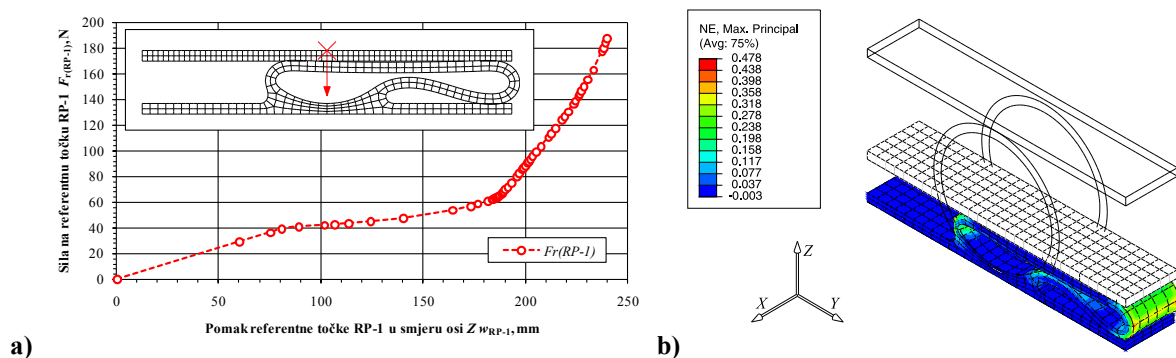 200
180
160
140
120
100
80
60
40
20
0
Sila na referentnu točku RP-1 Fr(RP-1), N
Fr(RP-1)
0 50 100 150 200 250
Pomak referentne točke RP-1 u smjeru osi Z wRP-1, mm
a)
NE, Max. Principal
(Avg: 75%)
0.478
0.438
0.398
0.358
0.318
0.278
0.238
0.198
0.158
0.117
0.077
0.037
-0.003
Z
X Y
b)